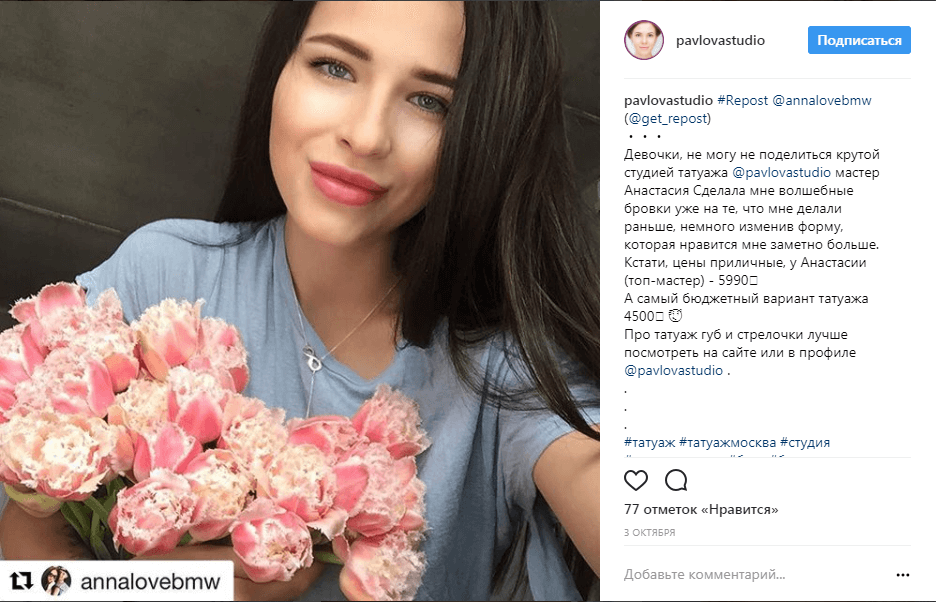 pavlovastudio
Подписаться
pavlovastudio #Repost @annalovebmw
(@get_repost)
・・・
Девочки, не могу не поделиться крутой
студией татуажа @pavlovastudio мастер
Анастасия Сделала мне волшебные
бровки уже на те, что мне делали
раньше, немного изменив форму,
которая нравится мне заметно больше.
Кстати, цены приличные, у Анастасии
(топ-мастер) - 5990
А самый бюджетный вариант татуажа
4500
Про татуаж губ и стрелочки лучше
посмотреть на сайте или в профиле
@pavlovastudio .
.
.
.
#татуаж #татуажмосква #студия
77 отметок «Нравится»
3 ОКТЯБРЯ
Добавьте комментарий...
annalovebmw